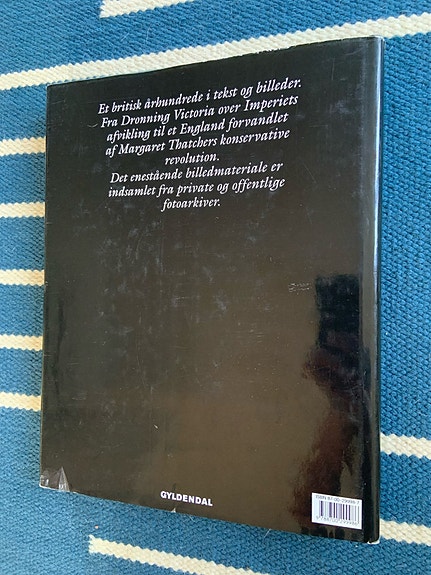 Et britisk århundrede i tekst og billeder.
Fra Dronning Victoria over Imperiets
afvikling til et England forvandlet
af Margaret Thatchers konservative
revolution.
Det enestående billedmateriale er
indsamlet fra private og offentlige
fotoarkiver.
GYLDENDAL